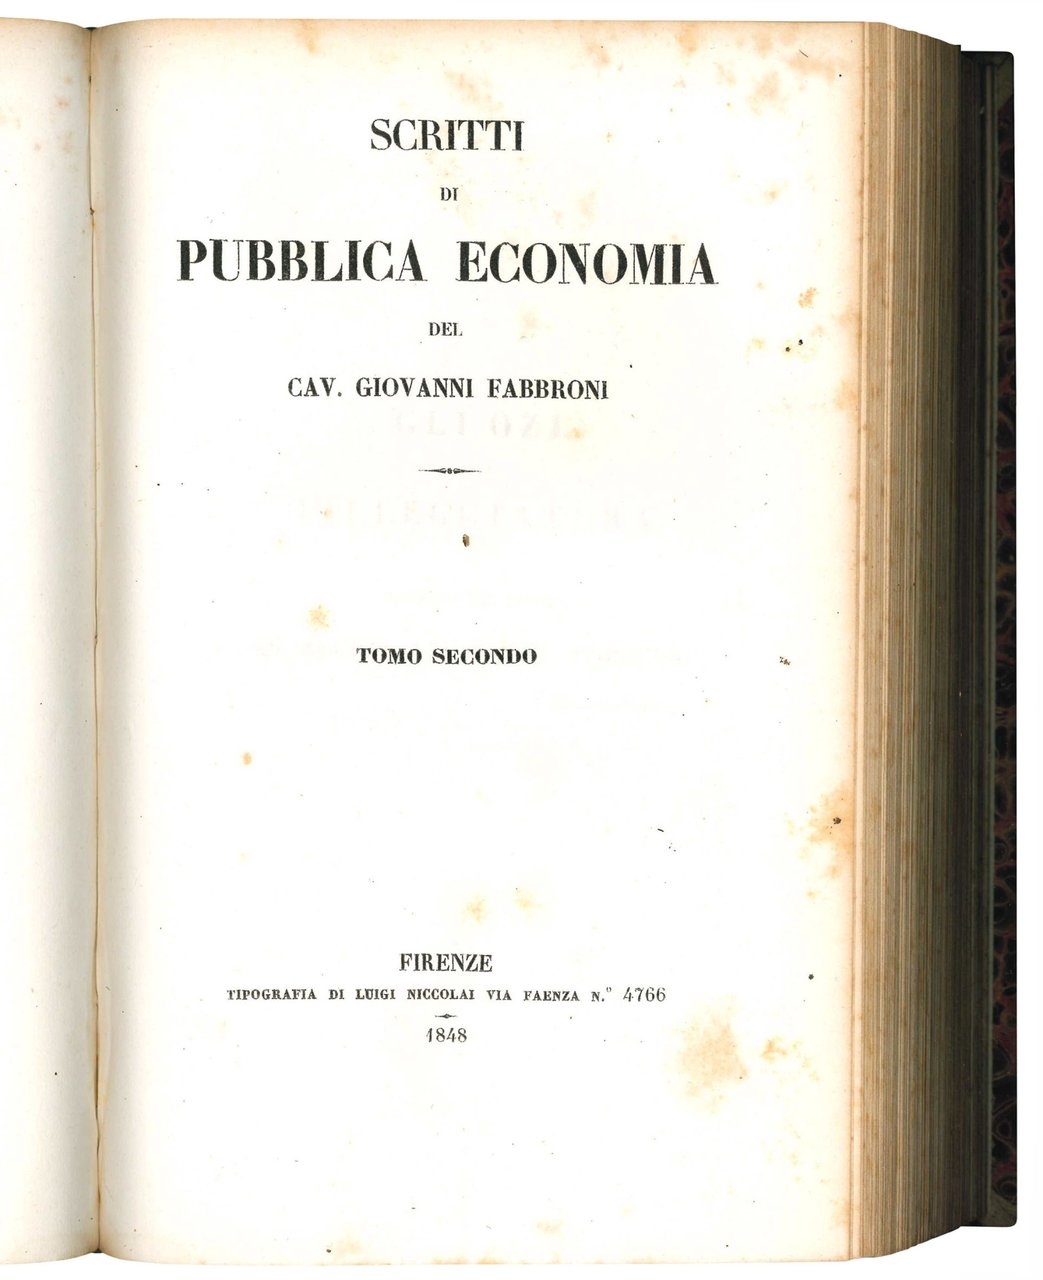 SCRITTI
DI
PUBBLICA ECONOMIA
DEL
CAV. GIOVANNI FABBRONI
TOMO SECONDO
FIRENZE
TIPOGRAFIA DI LUIGI NICCOLAI VIA FAENZA N.° 4766
1848